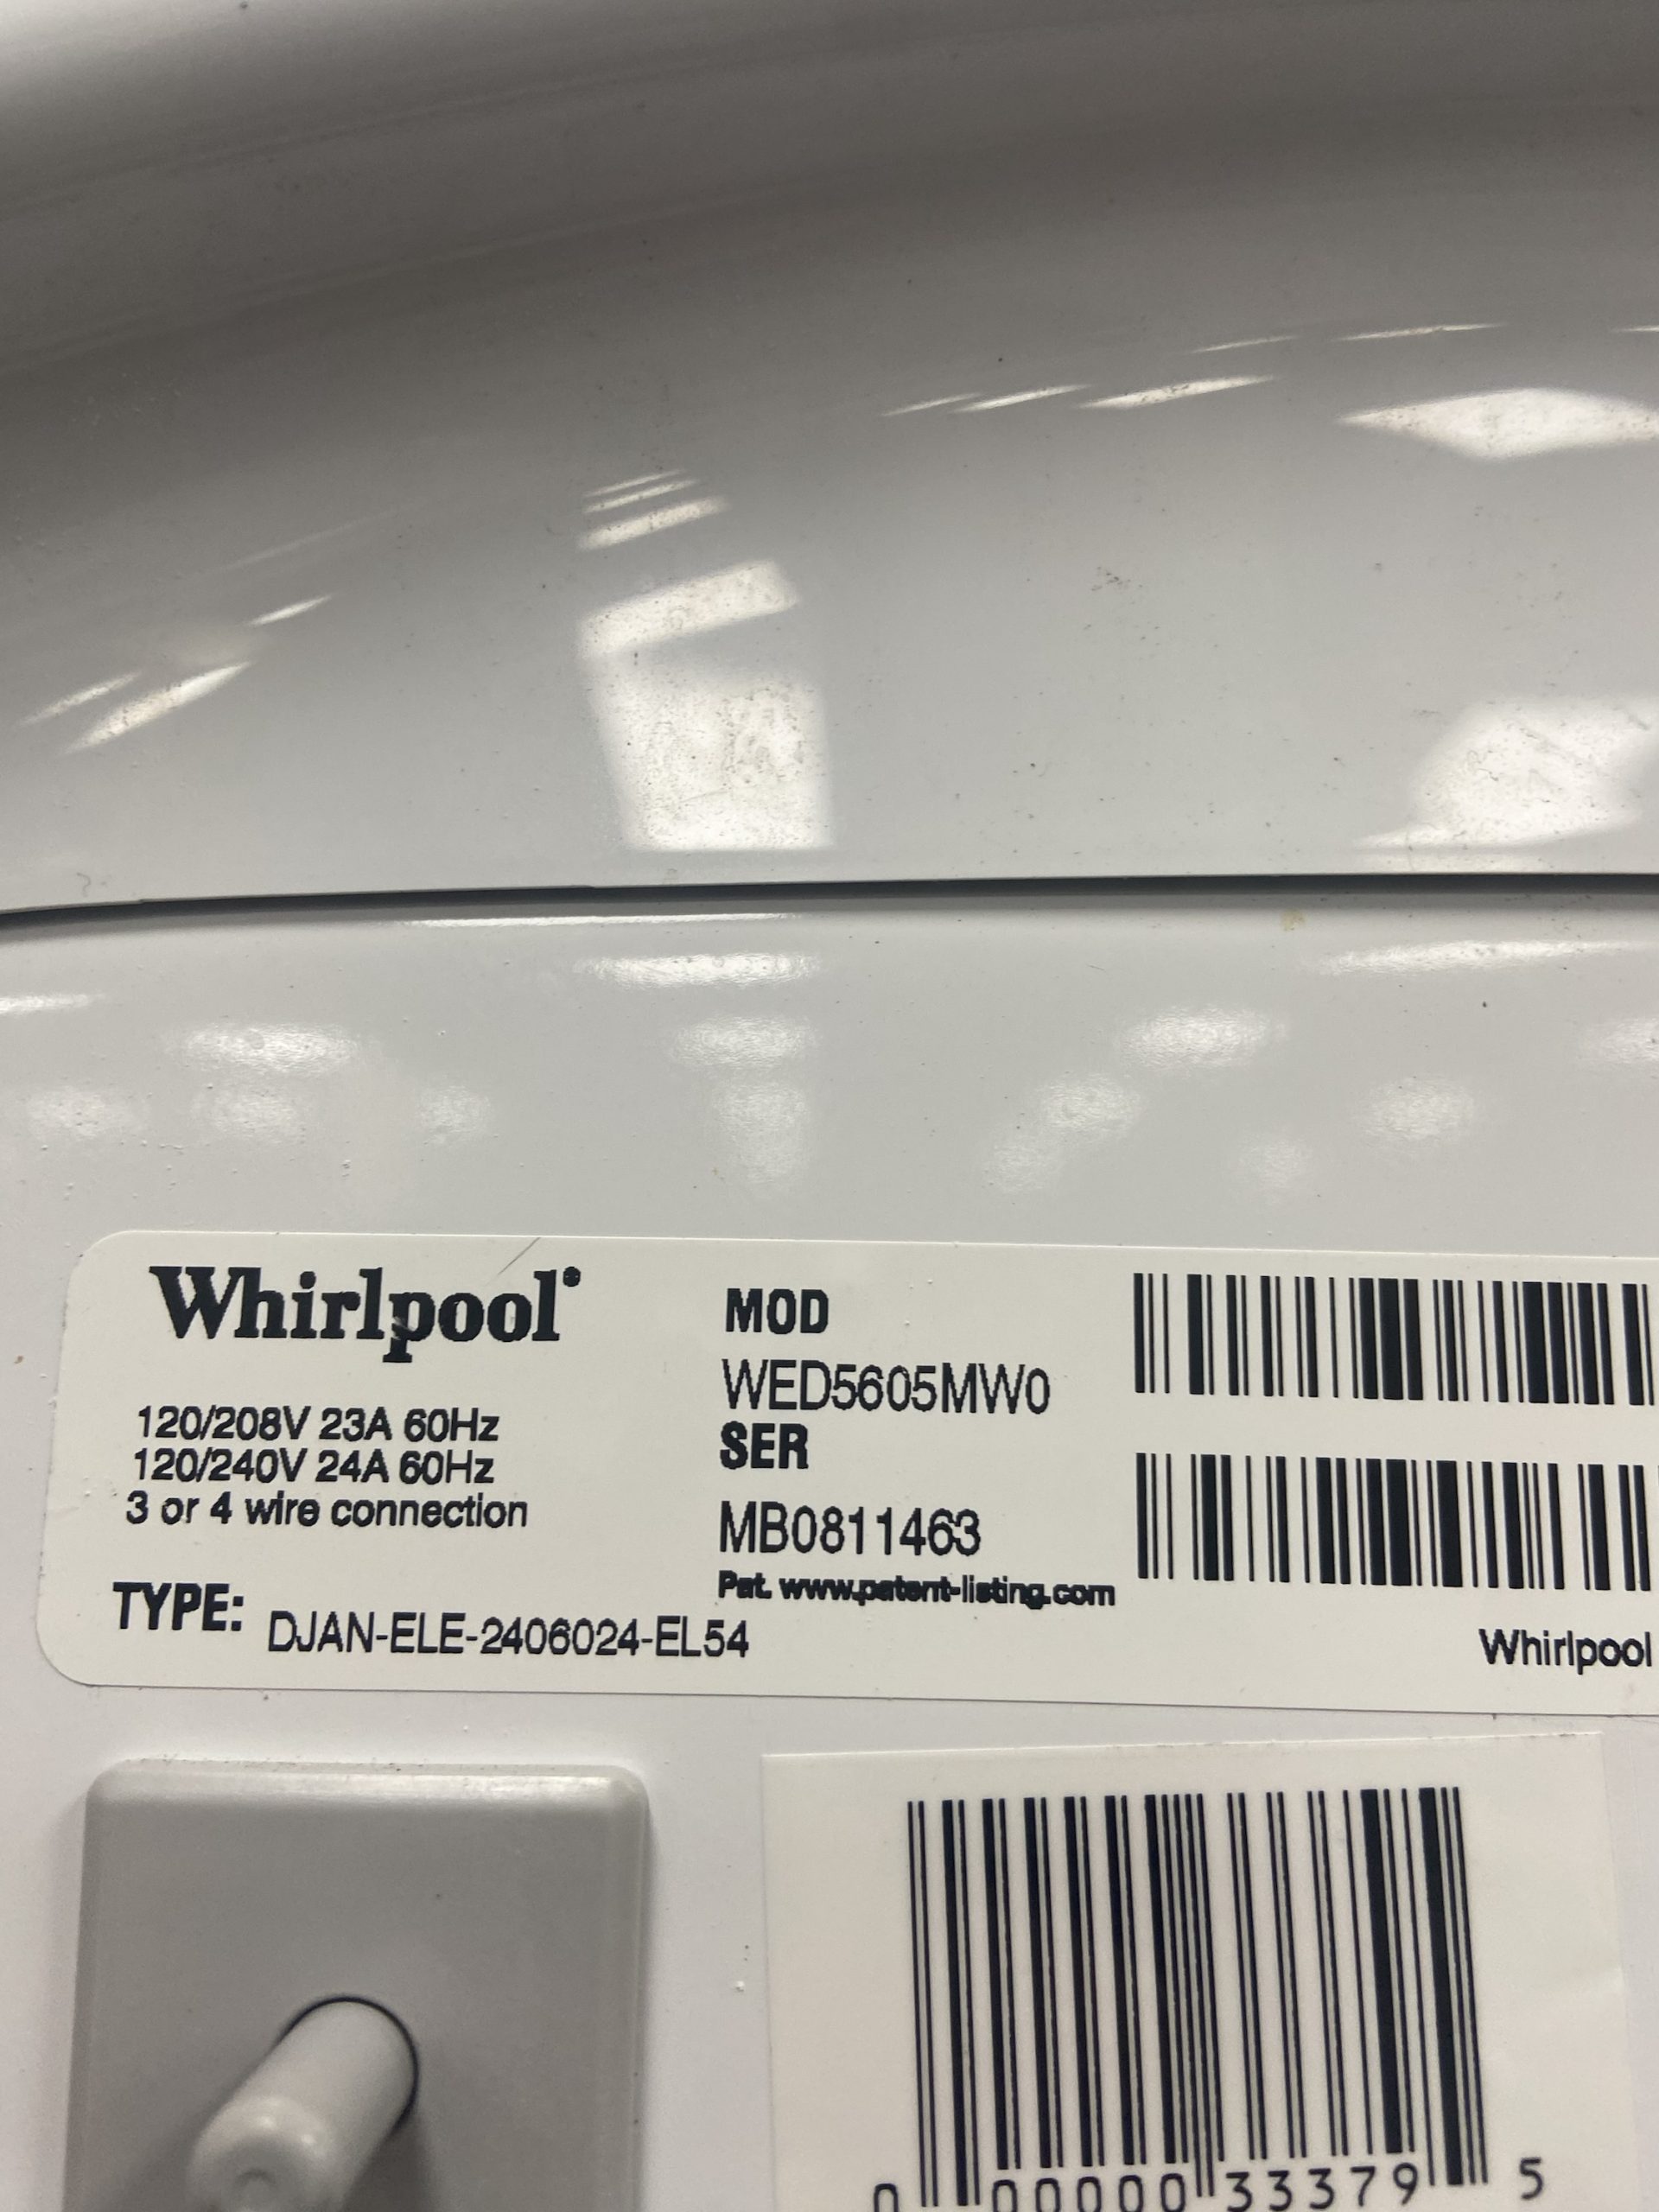 Whirlpool
120/208V 23A 60Hz
120/240V 24A 60Hz
3 or 4 wire connection
TYPE: DJAN-ELE-2406024-EL54
MOD
WED5605MW0
SER
MB0811463
Pat. www.patent-listing.com
Whirlpool
0 00000 33379 5